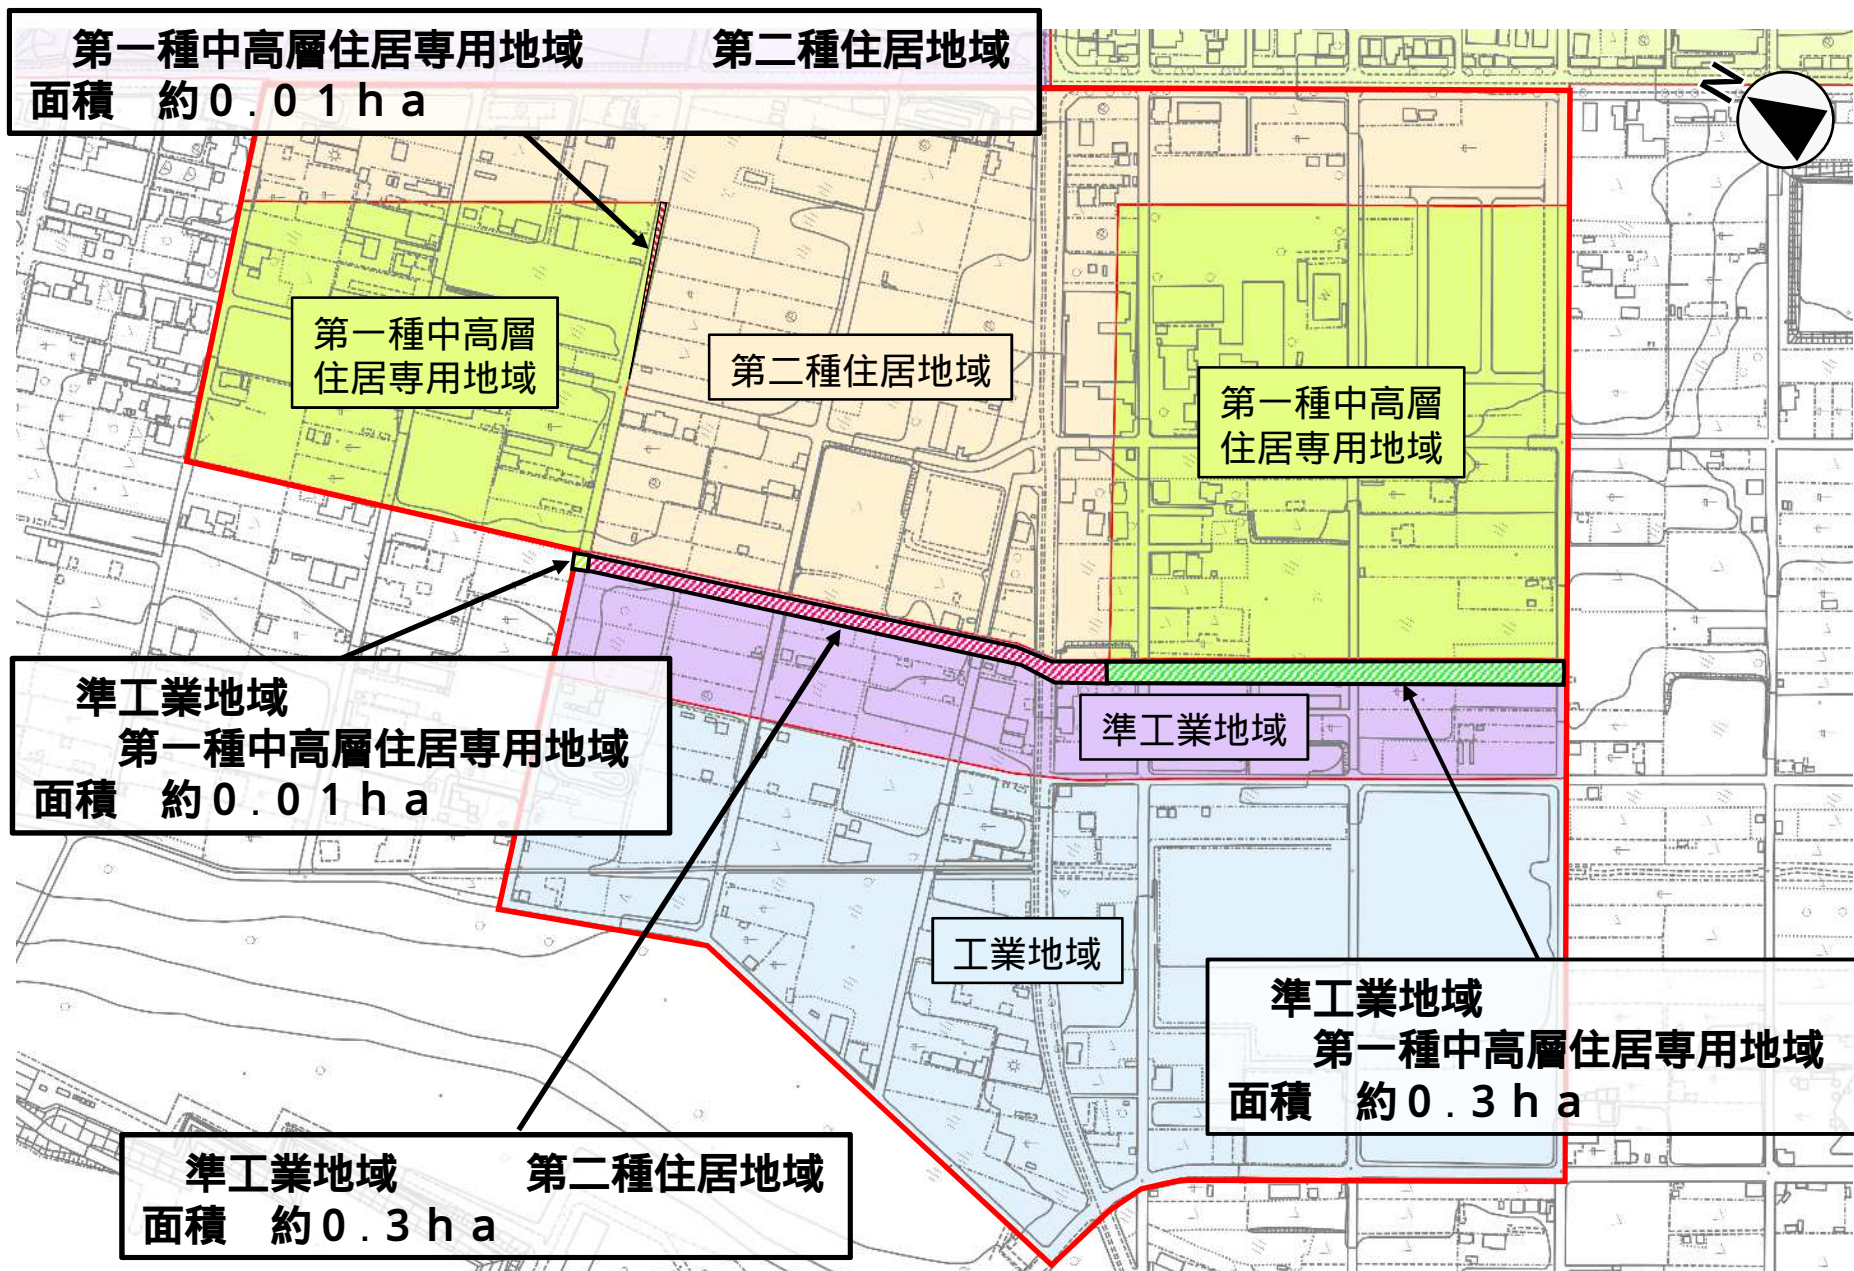 第一種中高層住居専用地域　　　第二種住居地域
面積　約０．０１ｈａ
N
第一種中高層
住居専用地域
第二種住居地域
第一種中高層
住居専用地域
準工業地域
第一種中高層住居専用地域
面積　約０．０１ｈａ
準工業地域
工業地域
準工業地域
第一種中高層住居専用地域
面積　約０．３ｈａ
準工業地域　　　第二種住居地域
面積　約０．３ｈａ